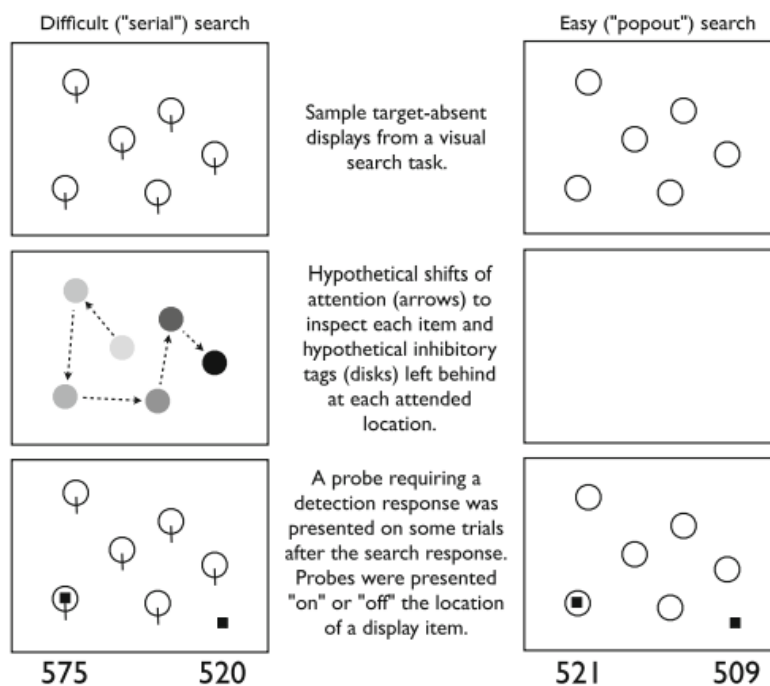 Difficult ("serial") search
Easy ("popout") search
Sample target-absent
displays from a visual
search task.
Hypothetical shifts of
attention (arrows) to
inspect each item and
hypothetical inhibitory
tags (disks) left behind
at each attended
location.
A probe requiring a
detection response was
presented on some trials
after the search response.
Probes were presented
"on" or "off" the location
of a display item.
575 520
521 509